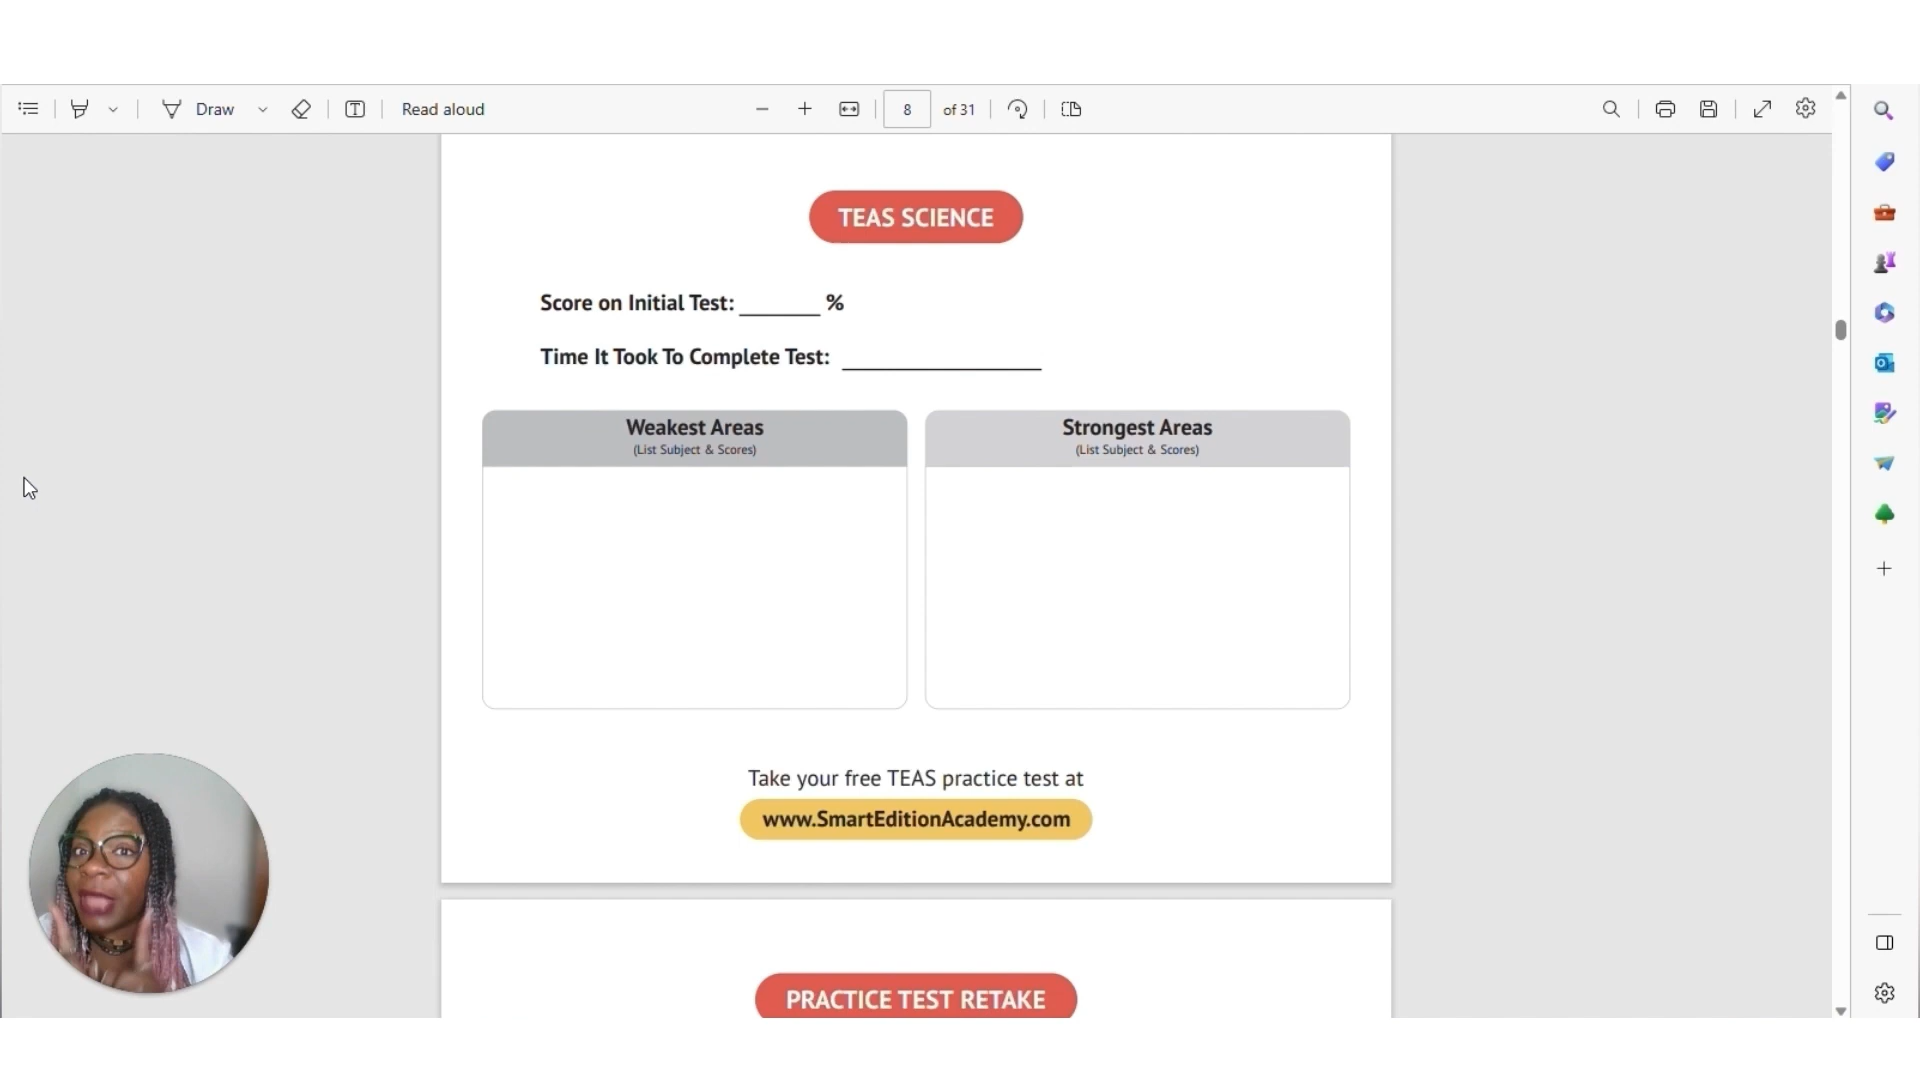 Draw
Read aloud
8 of 31
TEAS SCIENCE
Score on Initial Test: _______ %
Time It Took To Complete Test: _________________
Weakest Areas
(List Subject & Scores)
Strongest Areas
(List Subject & Scores)
Take your free TEAS practice test at
www.SmartEditionAcademy.com
PRACTICE TEST RETAKE